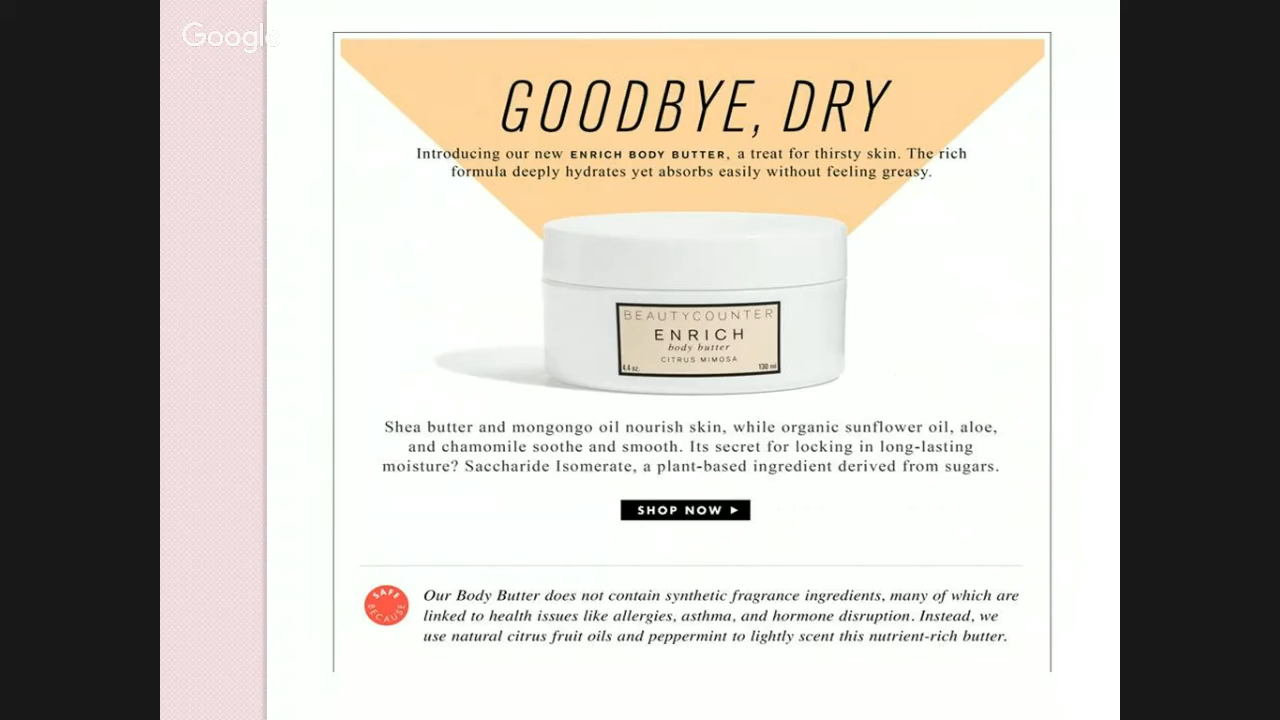 Google
GOODBYE, DRY
Introducing our new ENRICH BODY BUTTER, a treat for thirsty skin. The rich
formula deeply hydrates yet absorbs easily without feeling greasy.
BEAUTYCOUNTER
ENRICH
body butter
CITRUS MIMOSA
4.4 oz. 130 ml
Shea butter and mongongo oil nourish skin, while organic sunflower oil, aloe,
and chamomile soothe and smooth. Its secret for locking in long-lasting
moisture? Saccharide Isomerate, a plant-based ingredient derived from sugars.
SHOP NOW ►
SAFE
BECAUSE
Our Body Butter does not contain synthetic fragrance ingredients, many of which are
linked to health issues like allergies, asthma, and hormone disruption. Instead, we
use natural citrus fruit oils and peppermint to lightly scent this nutrient-rich butter.